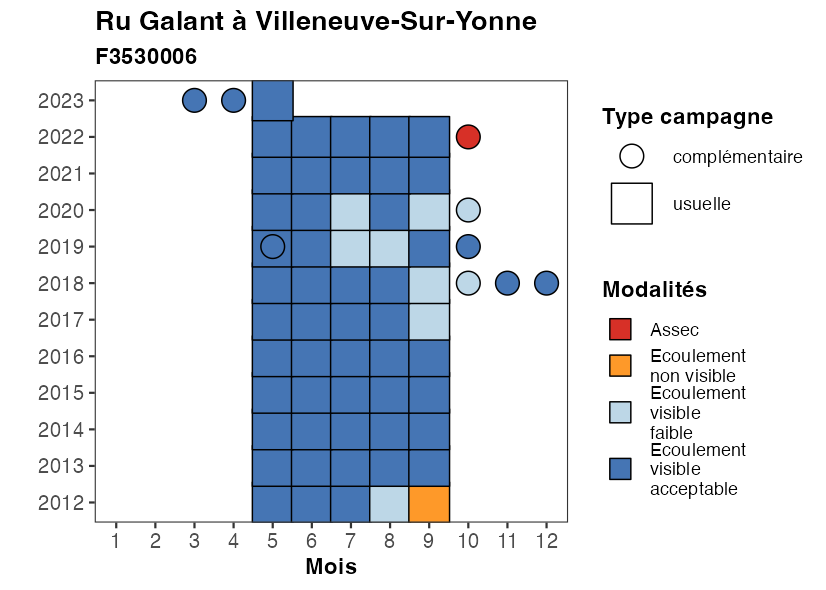 Ru Galant à Villeneuve-Sur-Yonne
F3530006
2023
2022
2021
2020
2019
2018
2017
2016
2015
2014
2013
2012
1 2 3 4 5 6 7 8 9 10 11 12
Mois
Type campagne
complémentaire
usuelle
Modalités
Assec
Ecoulement
non visible
Ecoulement
visible
faible
Ecoulement
visible
acceptable